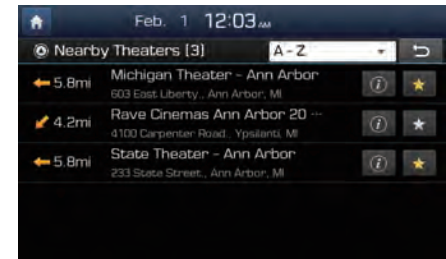 Feb. 1 12:03 AM
Nearby Theaters (3) A - Z
5.8mi Michigan Theater - Ann Arbor
603 East Liberty., Ann Arbor, MI
4.2mi Rave Cinemas Ann Arbor 20 ···
4100 Carpenter Road., Ypsilanti, MI
5.8mi State Theater - Ann Arbor
233 State Street., Ann Arbor, MI